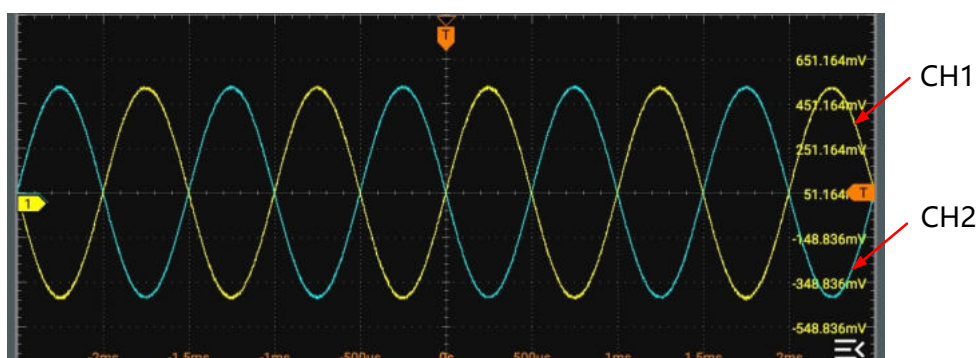 T
651.164mV
CH1
451.164mV
251.164mV
1
51.164
T
CH2
-148.836mV
-348.836mV
-548.836mV
-2ms -1.5ms -1ms -500us 0s 500us 1ms 1.5ms 2ms